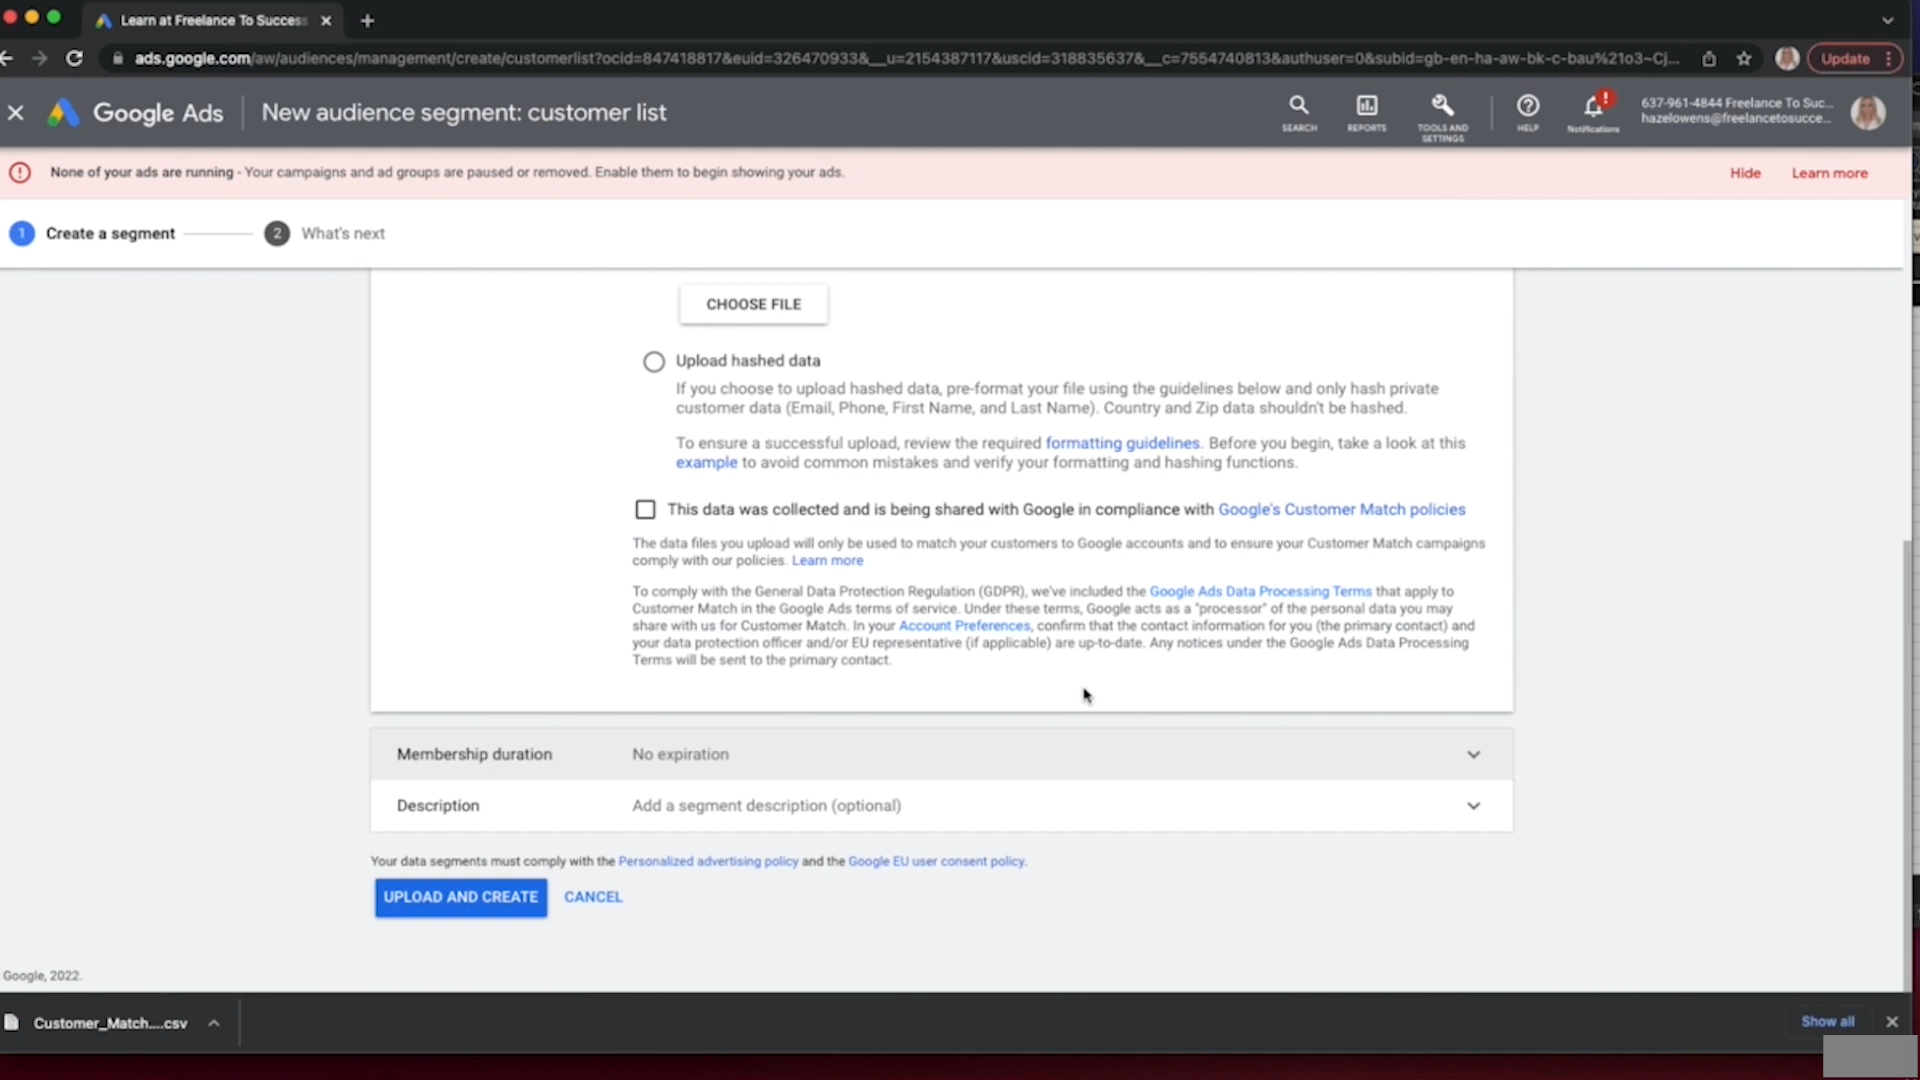 Learn at Freelance To Success
ads.google.com/aw/audiences/management/create/customerlist?ocid=847418817&euid=326470933&__u=2154387117&uscid=318835637&__c=7554740813&authuser=0&subid=gb-en-ha-aw-bk-c-bau%21o3~Cj...
Update
Google Ads
New audience segment: customer list
SEARCH
REPORTS
TOOLS AND
SETTINGS
HELP
Notifications
637-961-4844 Freelance To Suc...
hazelowens@freelancetosucce...
None of your ads are running - Your campaigns and ad groups are paused or removed. Enable them to begin showing your ads.
Hide
Learn more
1 Create a segment
2 What's next
CHOOSE FILE
Upload hashed data
If you choose to upload hashed data, pre-format your file using the guidelines below and only hash private
customer data (Email, Phone, First Name, and Last Name). Country and Zip data shouldn't be hashed.
To ensure a successful upload, review the required formatting guidelines. Before you begin, take a look at this
example to avoid common mistakes and verify your formatting and hashing functions.
This data was collected and is being shared with Google in compliance with Google's Customer Match policies
The data files you upload will only be used to match your customers to Google accounts and to ensure your Customer Match campaigns
comply with our policies. Learn more
To comply with the General Data Protection Regulation (GDPR), we've included the Google Ads Data Processing Terms that apply to
Customer Match in the Google Ads terms of service. Under these terms, Google acts as a "processor" of the personal data you may
share with us for Customer Match. In your Account Preferences, confirm that the contact information for you (the primary contact) and
your data protection officer and/or EU representative (if applicable) are up-to-date. Any notices under the Google Ads Data Processing
Terms will be sent to the primary contact.
Membership duration
No expiration
Description
Add a segment description (optional)
Your data segments must comply with the Personalized advertising policy and the Google EU user consent policy.
UPLOAD AND CREATE
CANCEL
Google, 2022.
Customer_Match....csv
Show all